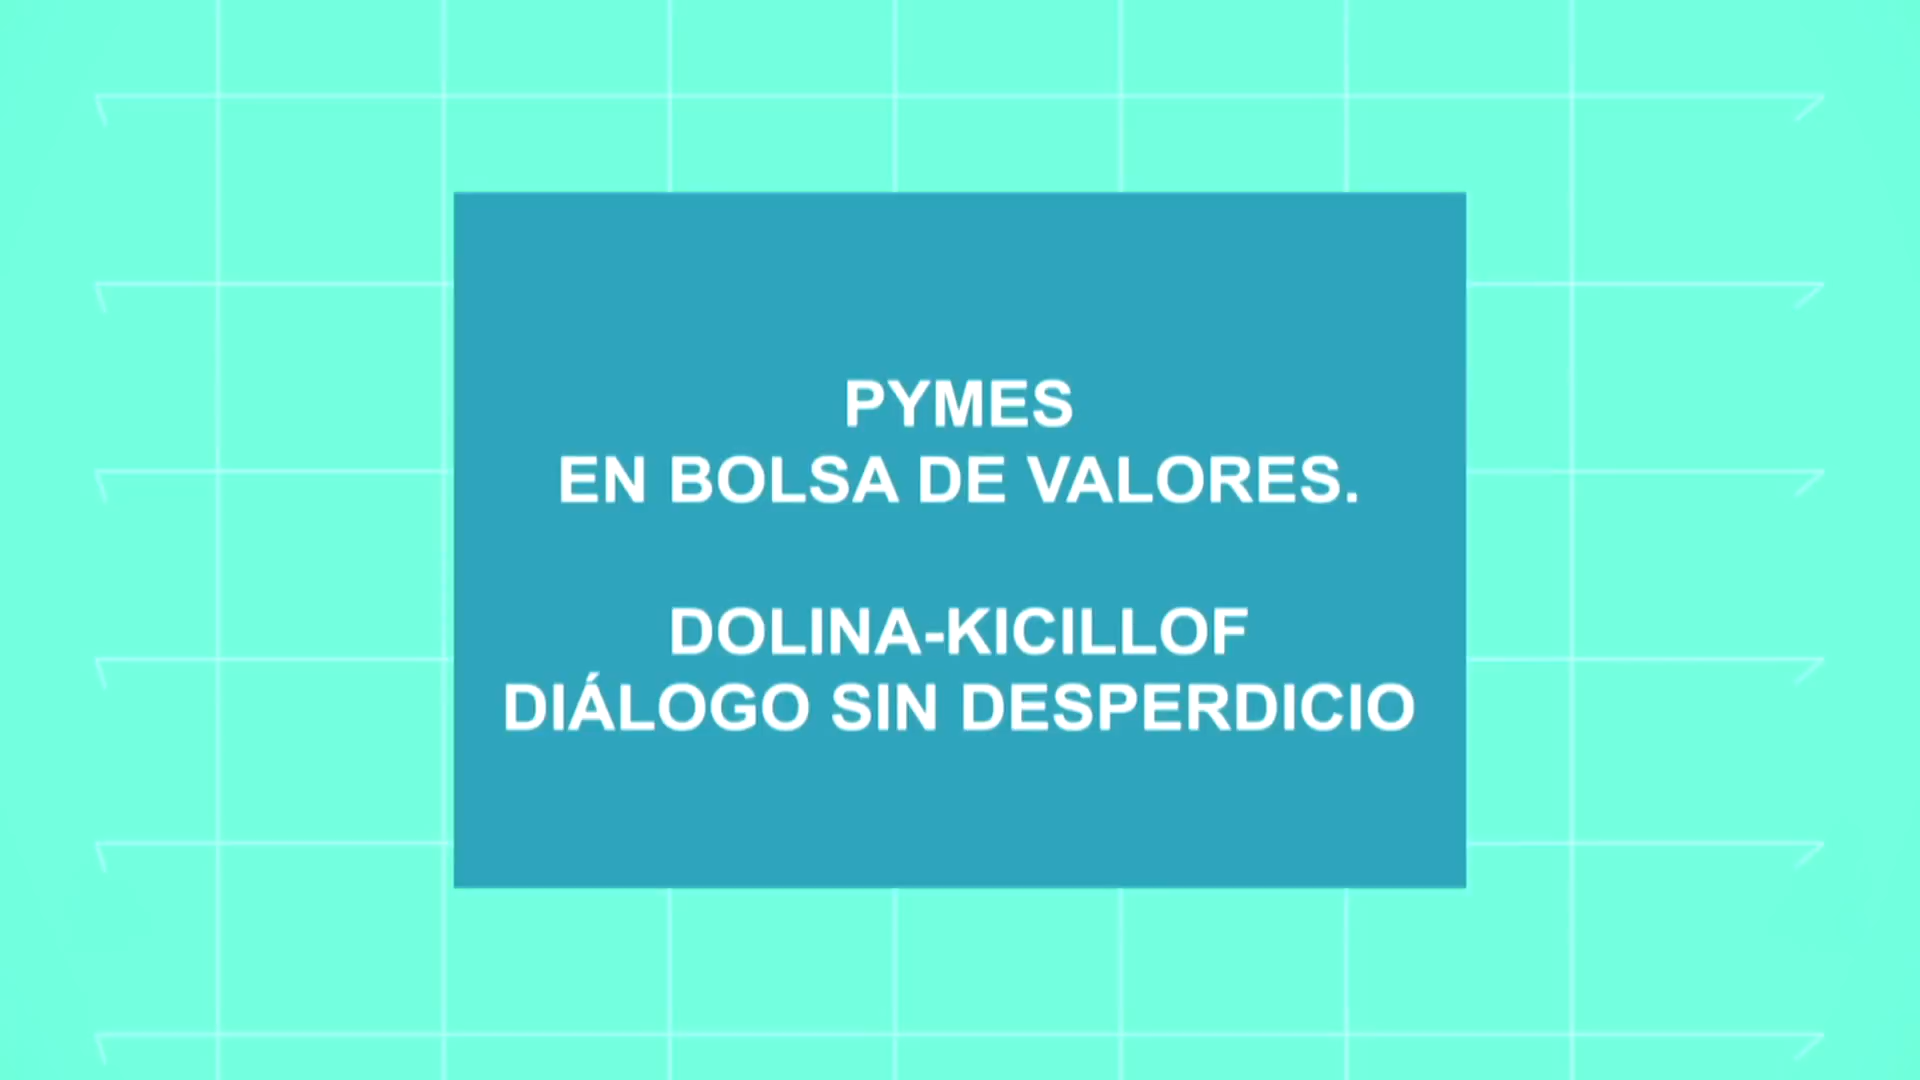 PYMES
EN BOLSA DE VALORES.
DOLINA-KICILLOF
DIÁLOGO SIN DESPERDICIO